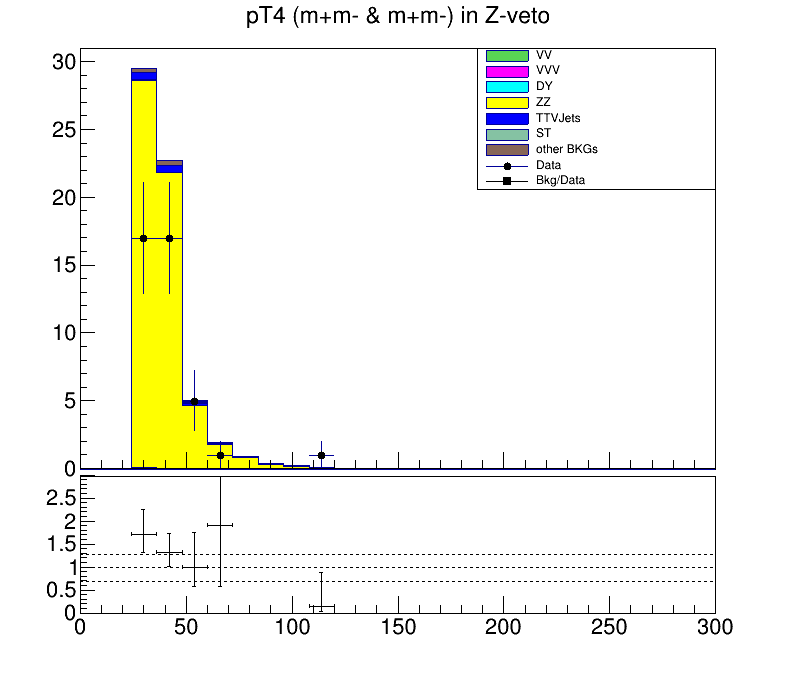 pT4 (m+m- & m+m-) in Z-veto
VV
VVV
DY
ZZ
TTVJets
ST
other BKGs
Data
Bkg/Data
30
25
20
15
10
5
0
2.5
2
1.5
1
0.5
0
0 50 100 150 200 250 300